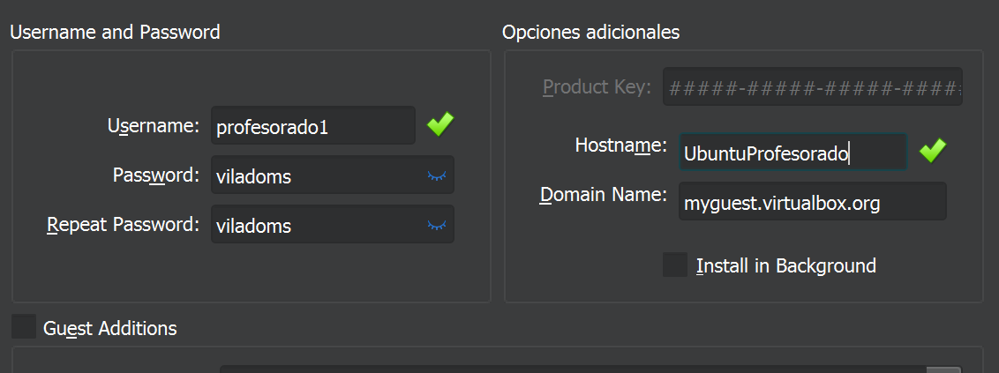 Username and Password
Username: profesorado1
Password: viladoms
Repeat Password: viladoms
Opciones adicionales
Product Key: #####-#####-#####-####
Hostname: UbuntuProfesorado
Domain Name: myguest.virtualbox.org
Install in Background
Guest Additions